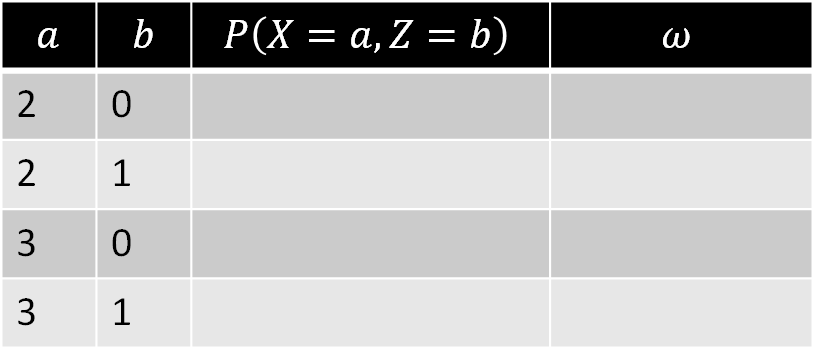 a b P(X = a, Z = b) ω
2 0
2 1
3 0
3 1